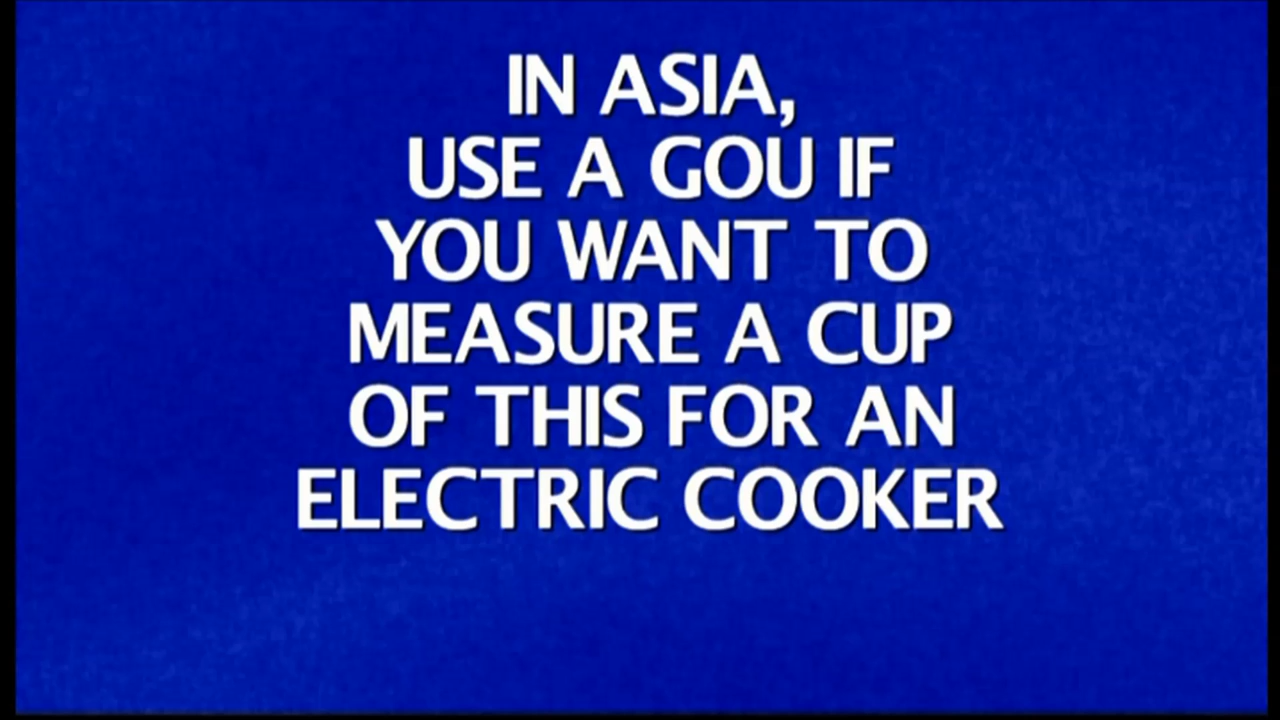 IN ASIA,
USE A GOU IF
YOU WANT TO
MEASURE A CUP
OF THIS FOR AN
ELECTRIC COOKER